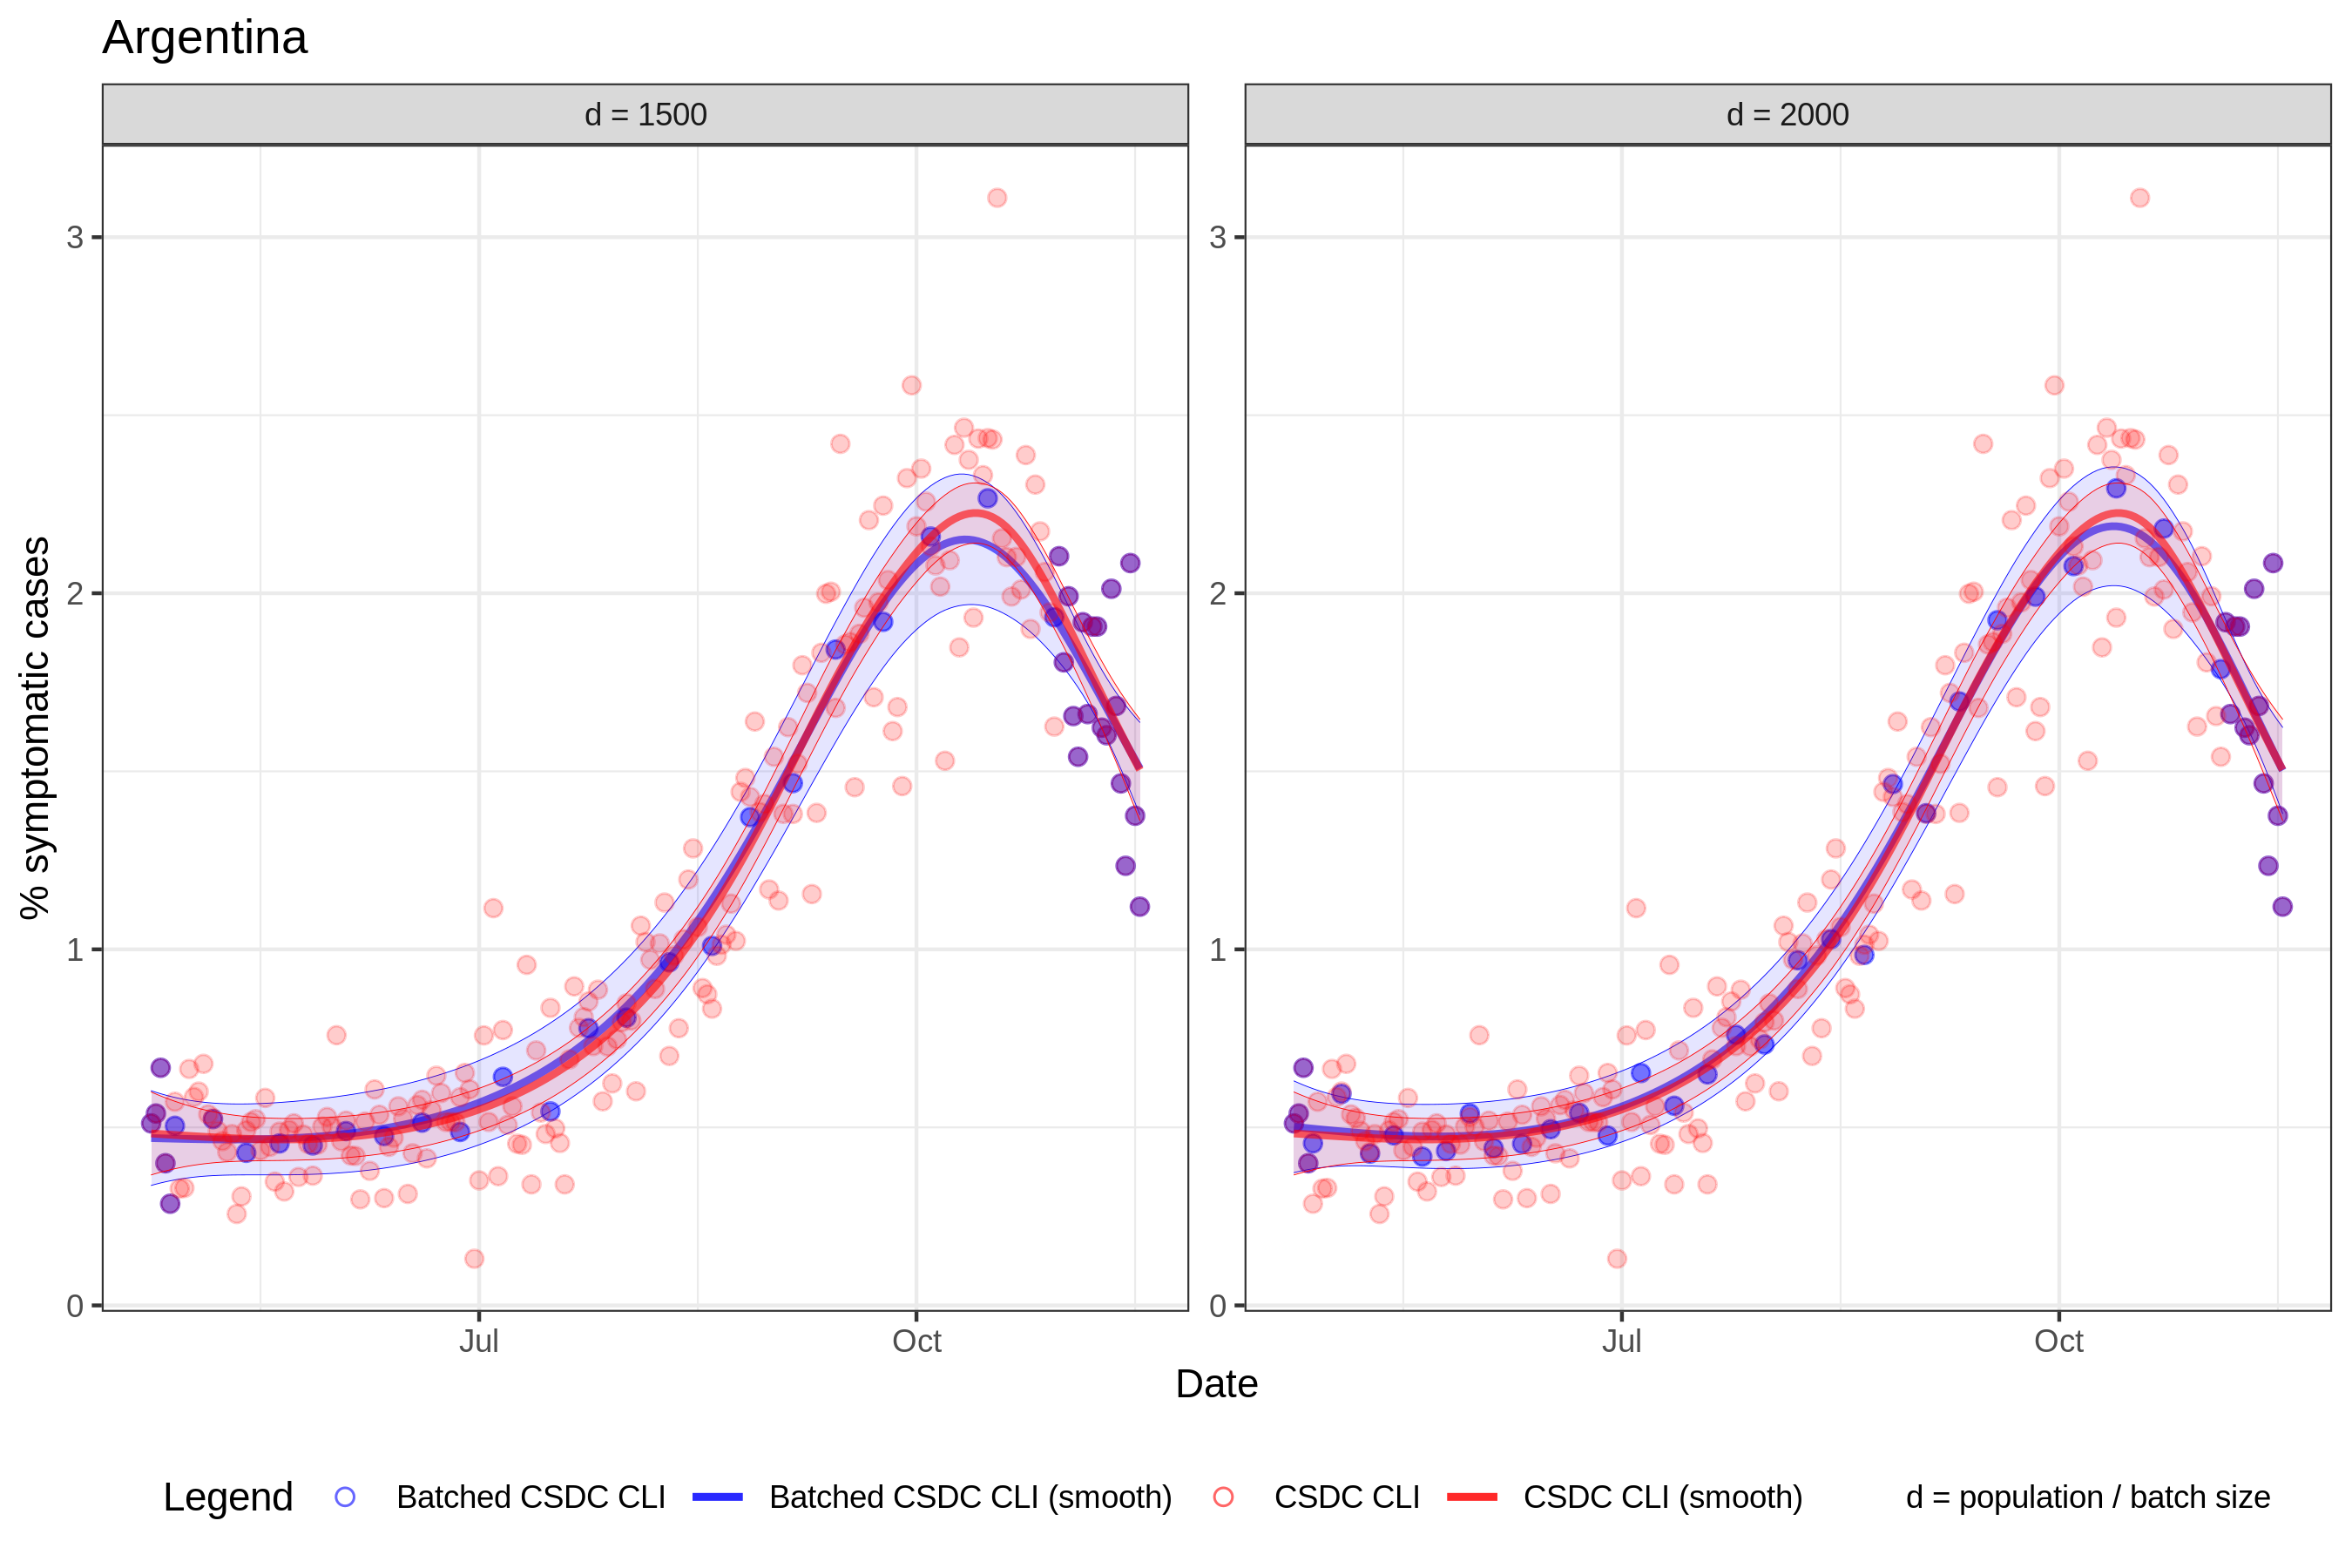 Argentina
d = 1500
d = 2000
% symptomatic cases
3
2
1
0
3
2
1
0
Jul
Oct
Jul
Oct
Date
Legend
Batched CSDC CLI
Batched CSDC CLI (smooth)
CSDC CLI
CSDC CLI (smooth)
d = population / batch size